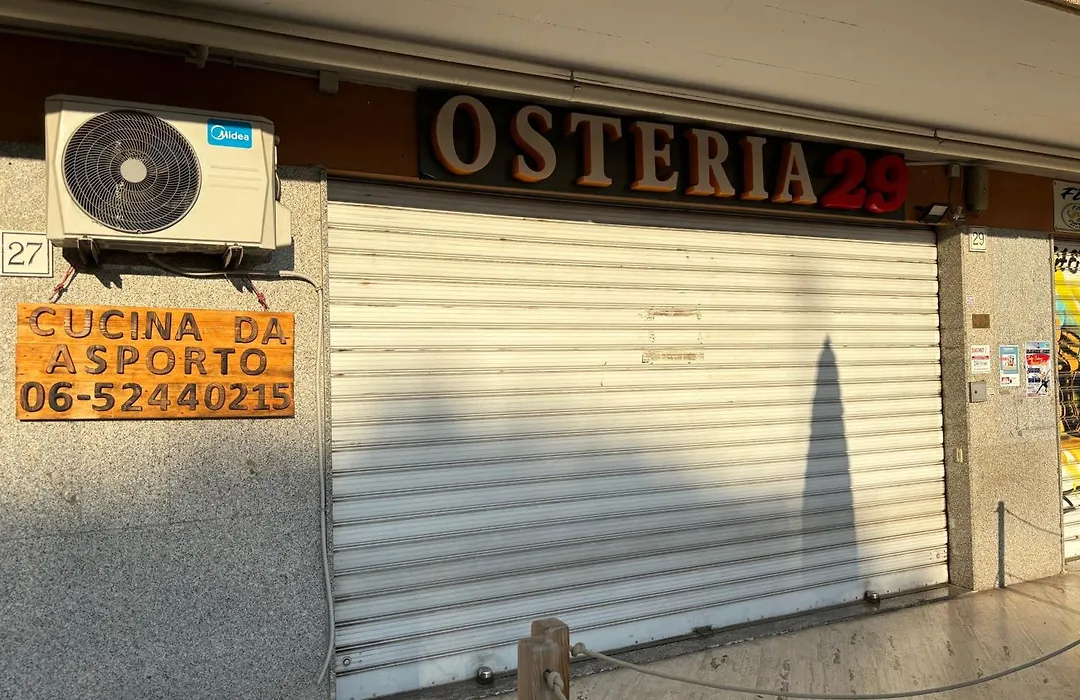 OSTERIA 29
Midea
27
29
CUCINA DA
ASPORTO
06-52440215